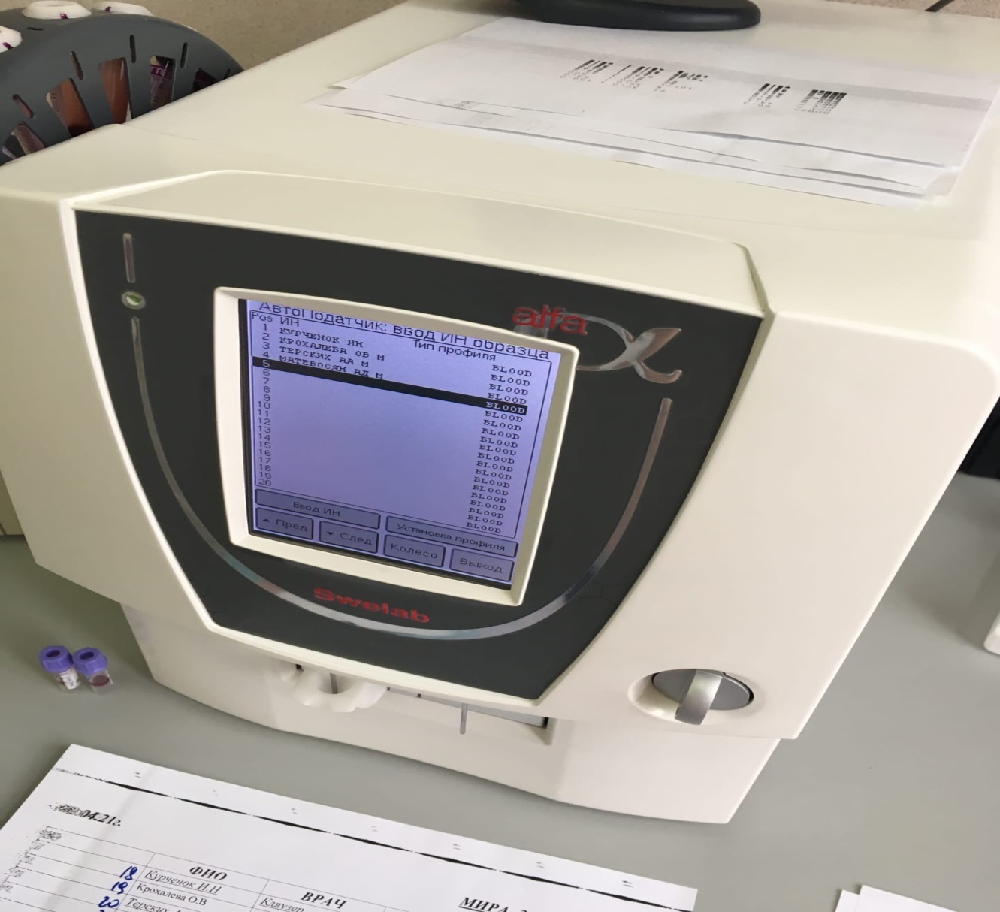 АвтоПодатчик: ввод ИН образца
Pos ИН Тип профиля
1 КУРЧЕНОК ИН BLOOD
2 КРОХАЛЕВА ОВ М BLOOD
3 ТЕРСКИХ АА М BLOOD
4 МАТЕВОСЯН АД М BLOOD
5 BLOOD
6 BLOOD
7 BLOOD
8 BLOOD
9 BLOOD
10 BLOOD
11 BLOOD
12 BLOOD
13 BLOOD
14 BLOOD
15 BLOOD
16 BLOOD
17 BLOOD
18 BLOOD
19 BLOOD
20 BLOOD
Ввод ИН Установка профиля
Пред След Колесо Выход
alfa
Swelab
04.21г.
ФИО ВРАЧ МИРА
18 Курченок И.Н Кляузер
19 Крохалева О.В
20 Терских